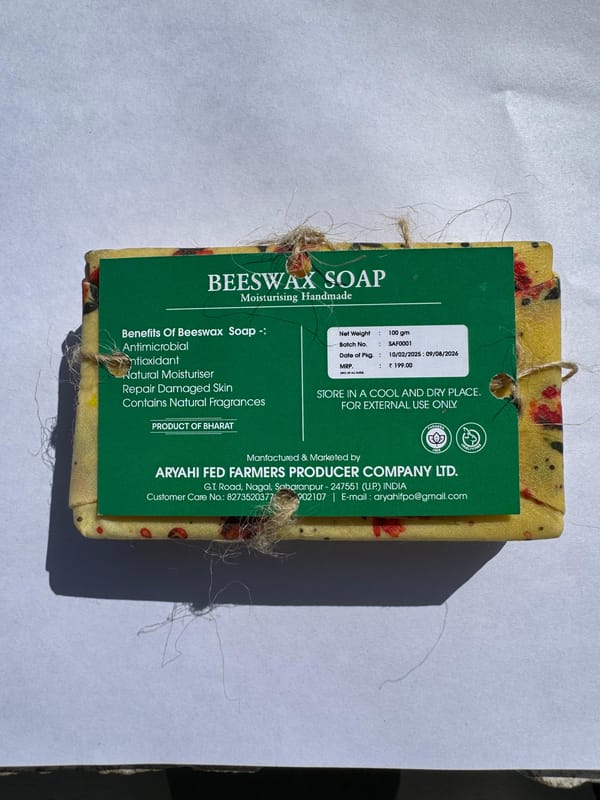 BEESWAX SOAP
Moisturising Handmade
Benefits Of Beeswax Soap -:
Antimicrobial
ntioxidant
Natural Moisturiser
Repair Damaged Skin
Contains Natural Fragrances
PRODUCT OF BHARAT
Net Weight : 100 gm
Batch No. : SAF0001
Date of Pkg. : 10/02/2025 : 09/08/2026
MRP. : ₹ 199.00
STORE IN A COOL AND DRY PLACE.
FOR EXTERNAL USE ONLY.
Manfactured & Marketed by
ARYAHI FED FARMERS PRODUCER COMPANY LTD.
G.T. Road, Nagal, Saharanpur - 247551 (U.P.) INDIA
Customer Care No.: 827352037 902107 | E-mail : aryahifpo@gmail.com